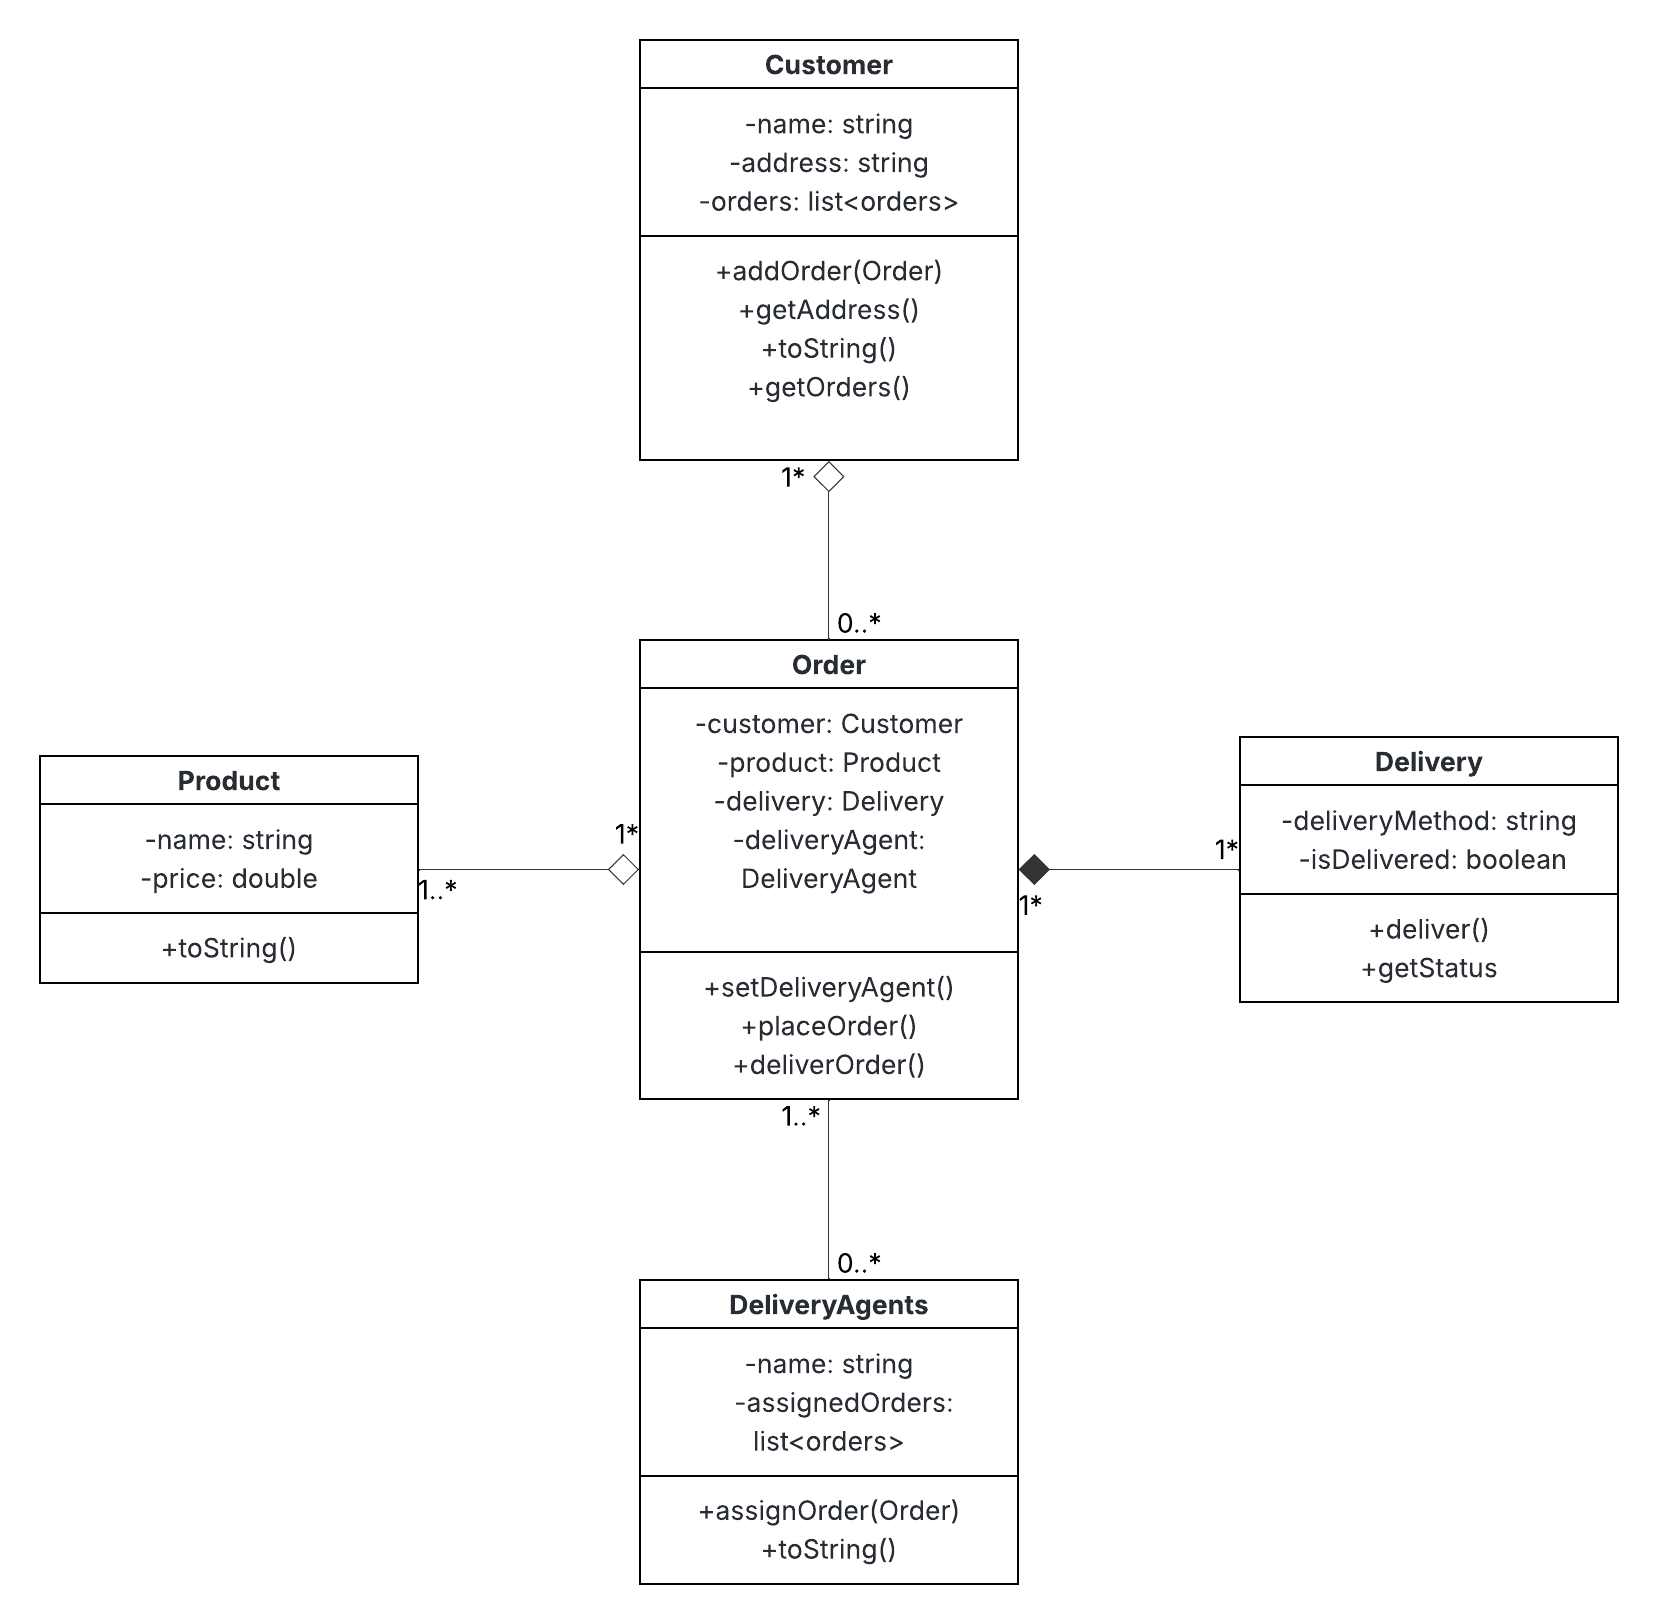 Customer
-name: string
-address: string
-orders: list<orders>
+addOrder(Order)
+getAddress()
+toString()
+getOrders()
1*
0..*
Order
-customer: Customer
-product: Product
-delivery: Delivery
-deliveryAgent:
DeliveryAgent
+setDeliveryAgent()
+placeOrder()
+deliverOrder()
Product
-name: string
-price: double
+toString()
1..*
1*
Delivery
-deliveryMethod: string
-isDelivered: boolean
+deliver()
+getStatus
1*
1*
1..*
0..*
DeliveryAgents
-name: string
-assignedOrders:
list<orders>
+assignOrder(Order)
+toString()